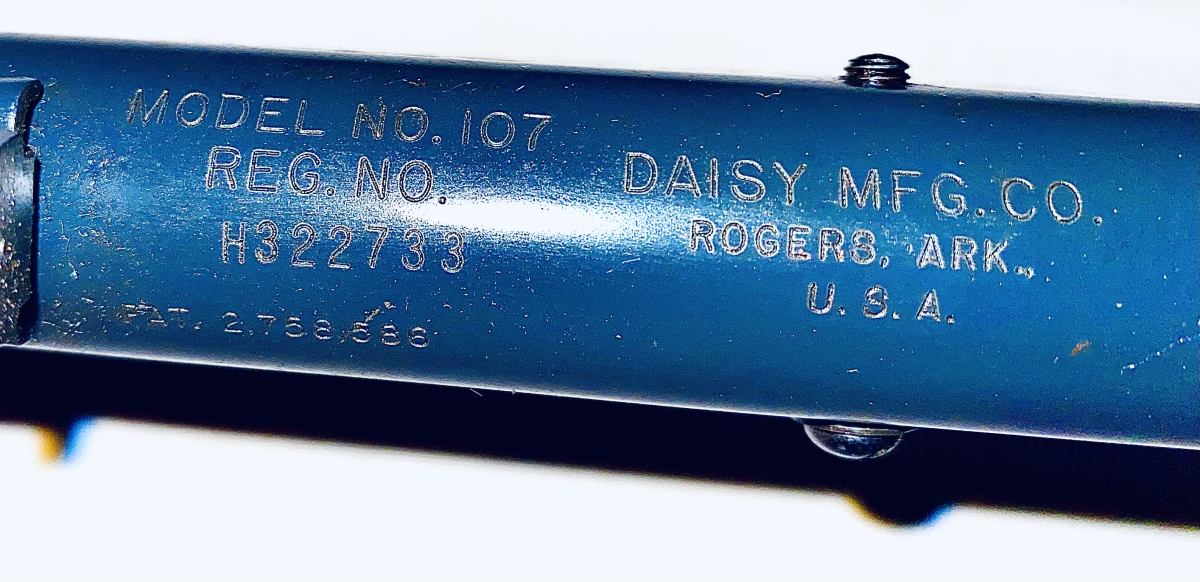 MODEL NO. 107
REG. NO.
H322733
PAT. 2,758,586
DAISY MFG. CO.
ROGERS, ARK.,
U. S. A.